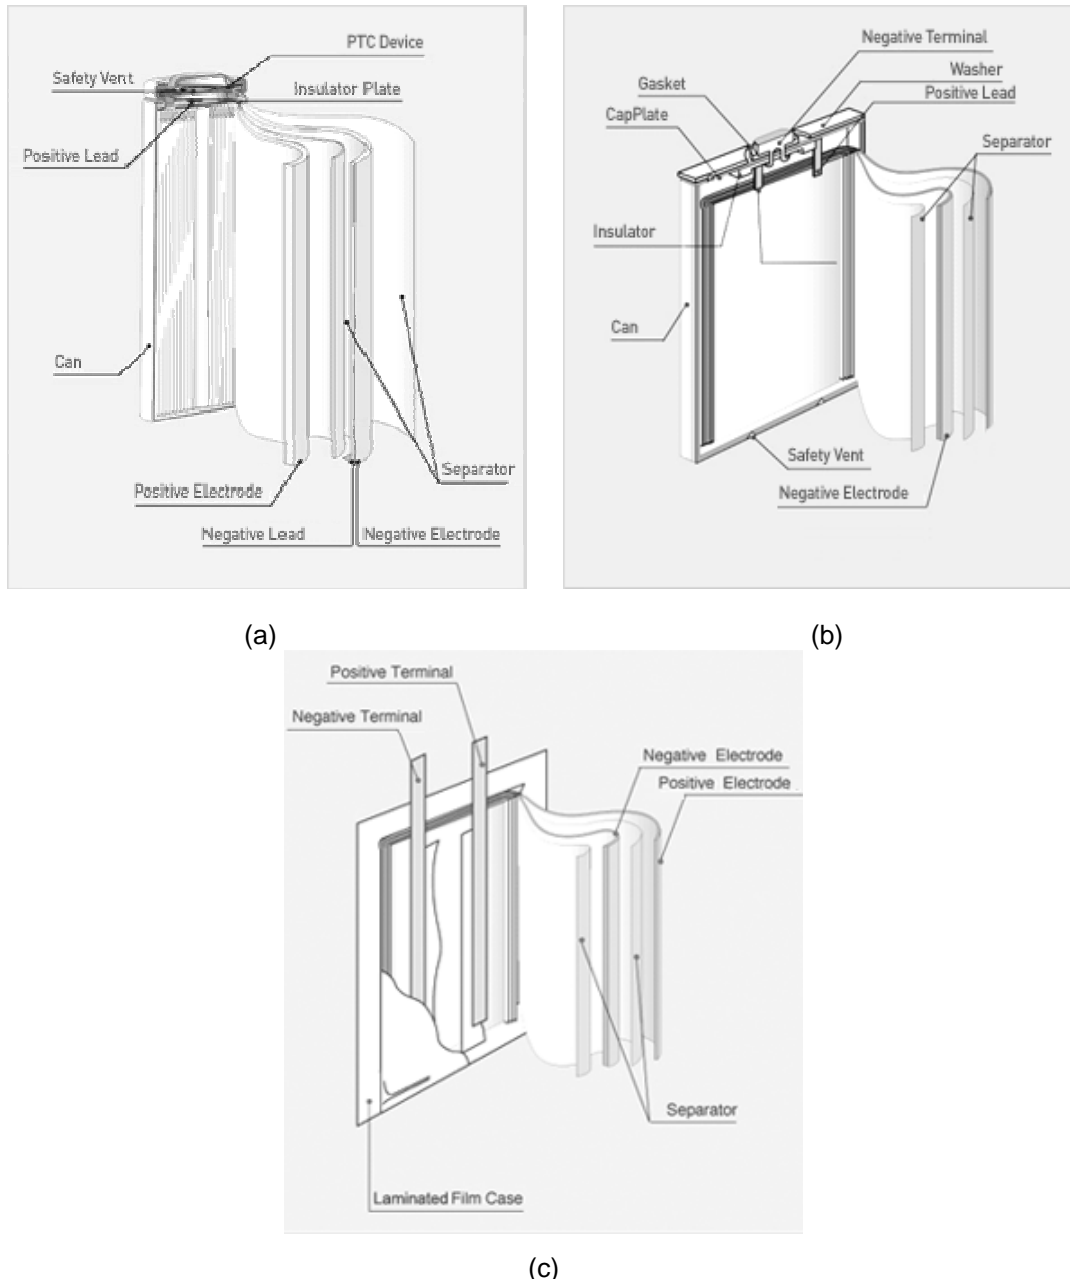 PTC Device
Safety Vent
Insulator Plate
Positive Lead
Can
Separator
Positive Electrode
Negative Lead
Negative Electrode
(a)
Negative Terminal
Washer
Gasket
Positive Lead
CapPlate
Separator
Insulator
Can
Safety Vent
Negative Electrode
(b)
Positive Terminal
Negative Terminal
Negative Electrode
Positive Electrode
Separator
Laminated Film Case
(c)